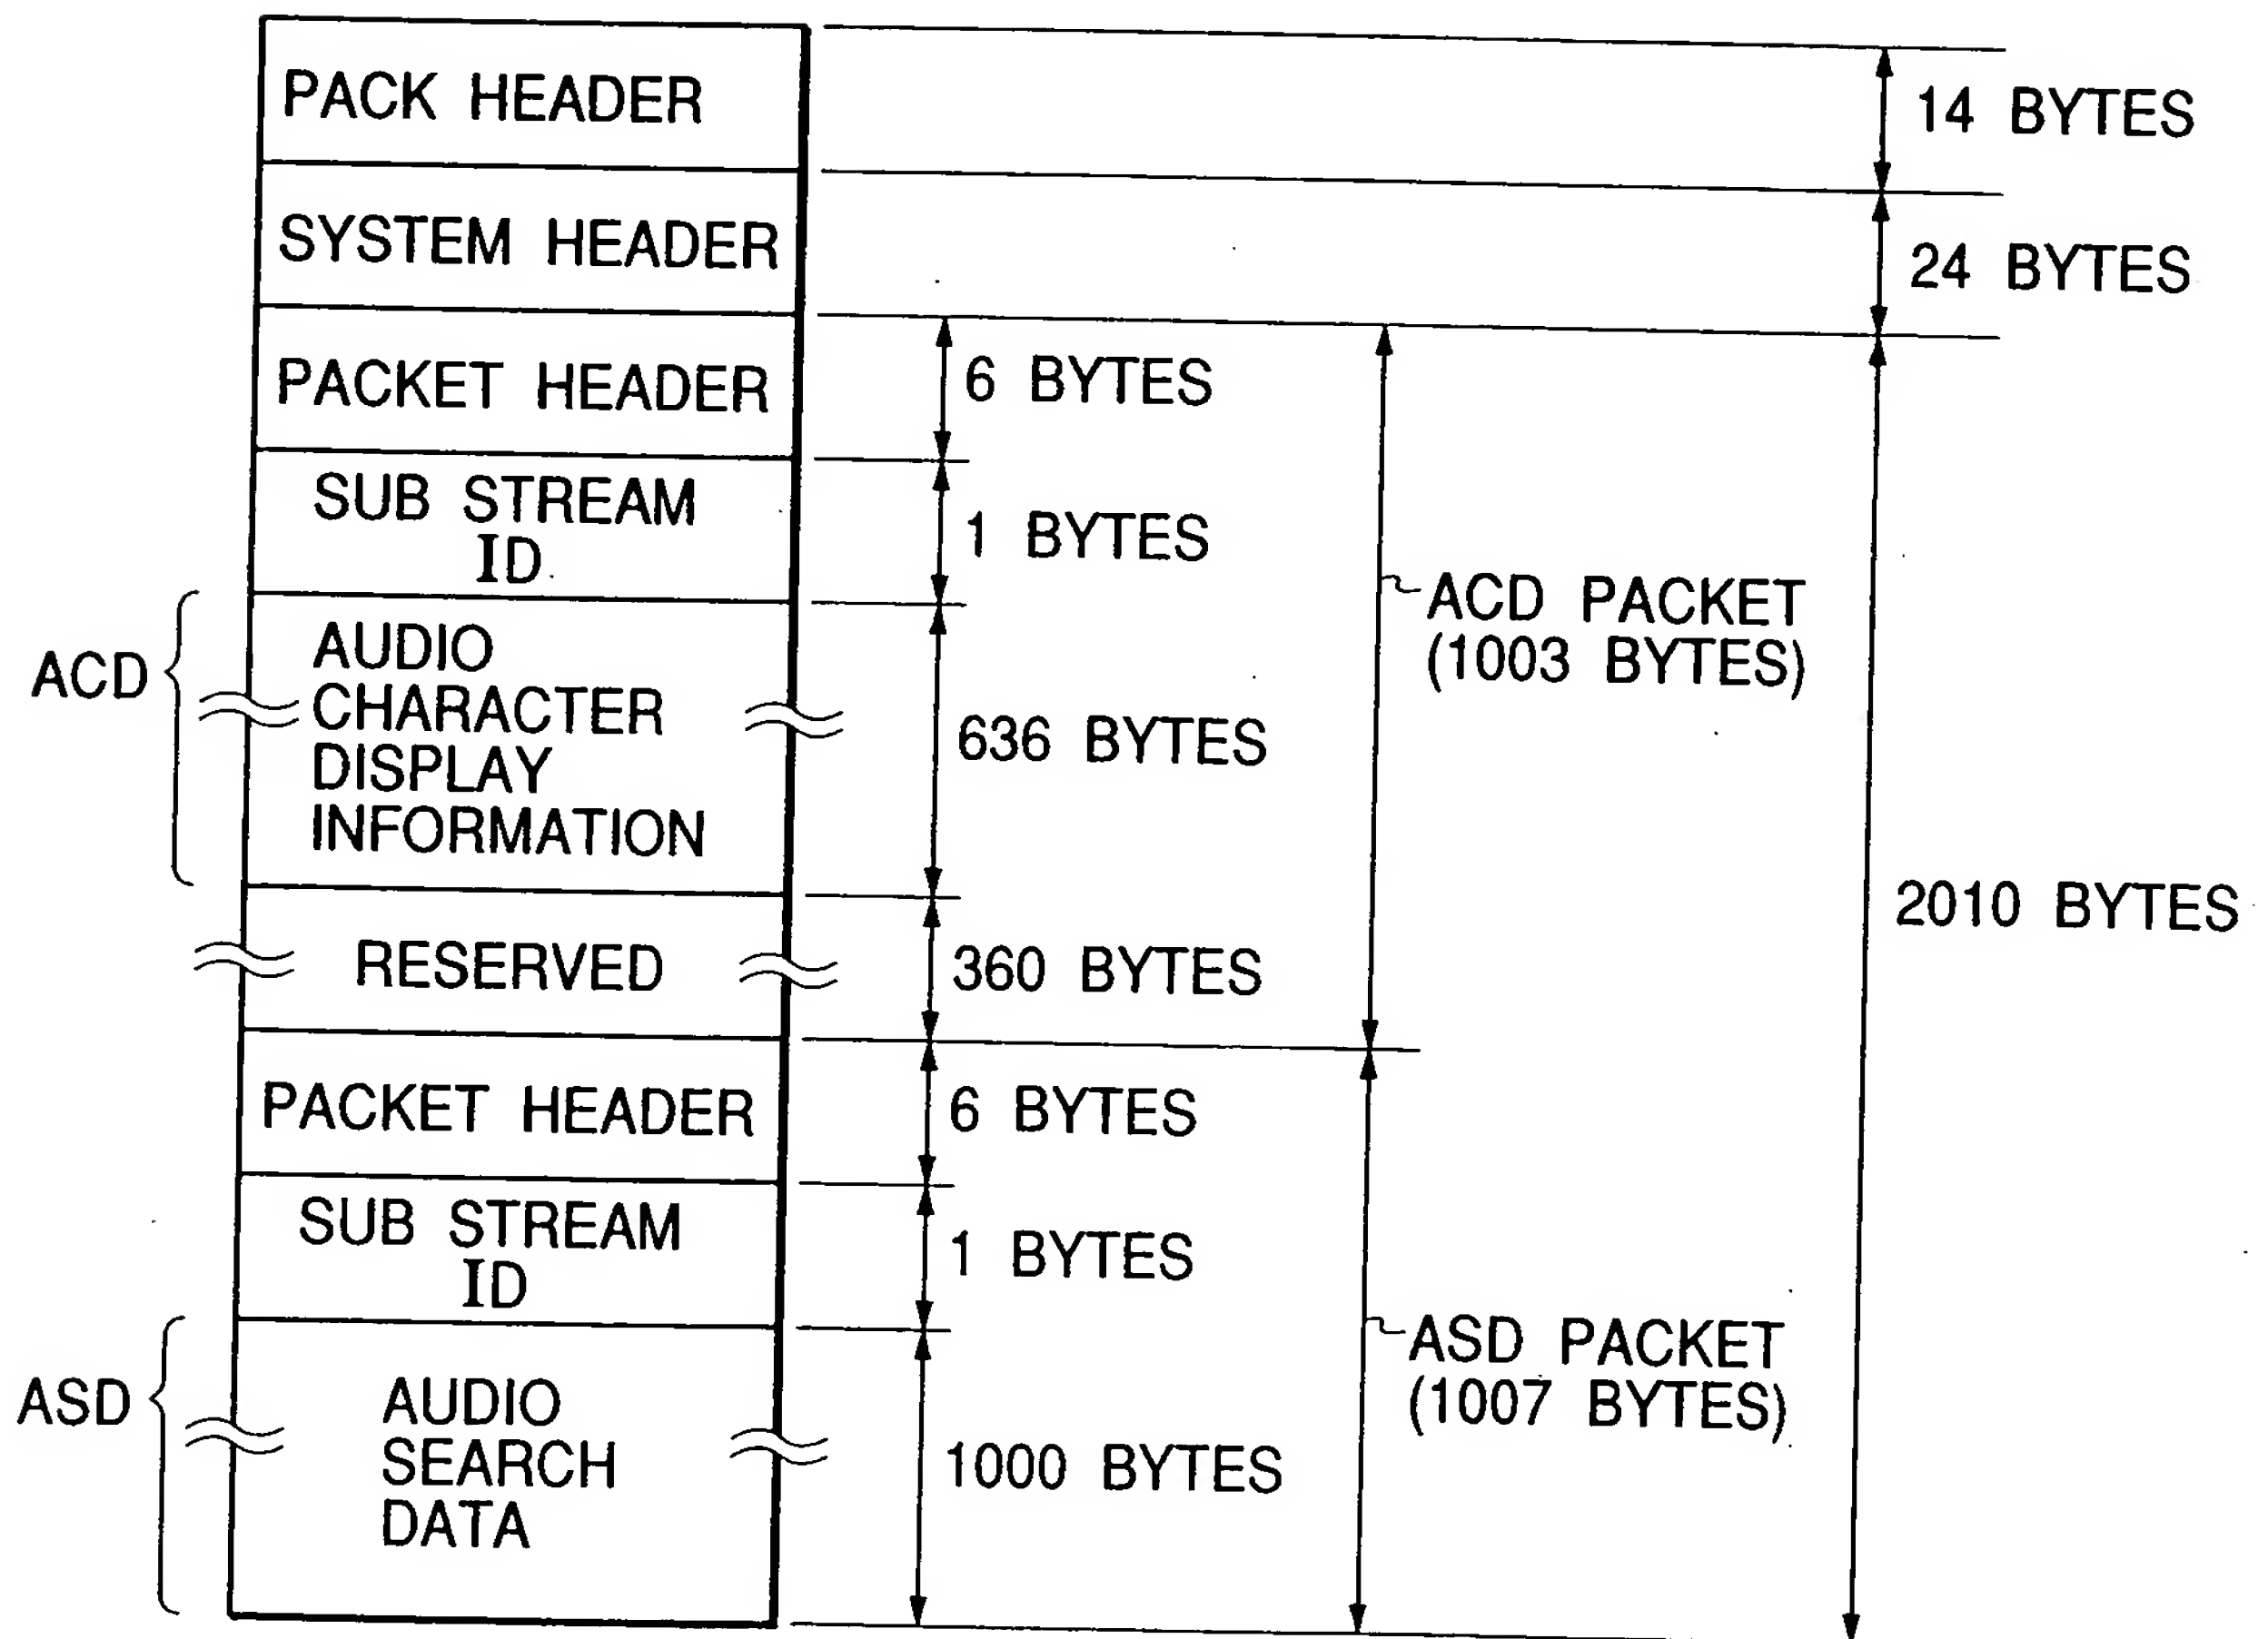 PACK HEADER
14 BYTES
SYSTEM HEADER
24 BYTES
PACKET HEADER
6 BYTES
SUB STREAM
ID
1 BYTES
ACD PACKET
(1003 BYTES)
ACD
AUDIO
CHARACTER
DISPLAY
INFORMATION
636 BYTES
2010 BYTES
RESERVED
360 BYTES
PACKET HEADER
6 BYTES
SUB STREAM
ID
1 BYTES
ASD PACKET
(1007 BYTES)
ASD
AUDIO
SEARCH
DATA
1000 BYTES